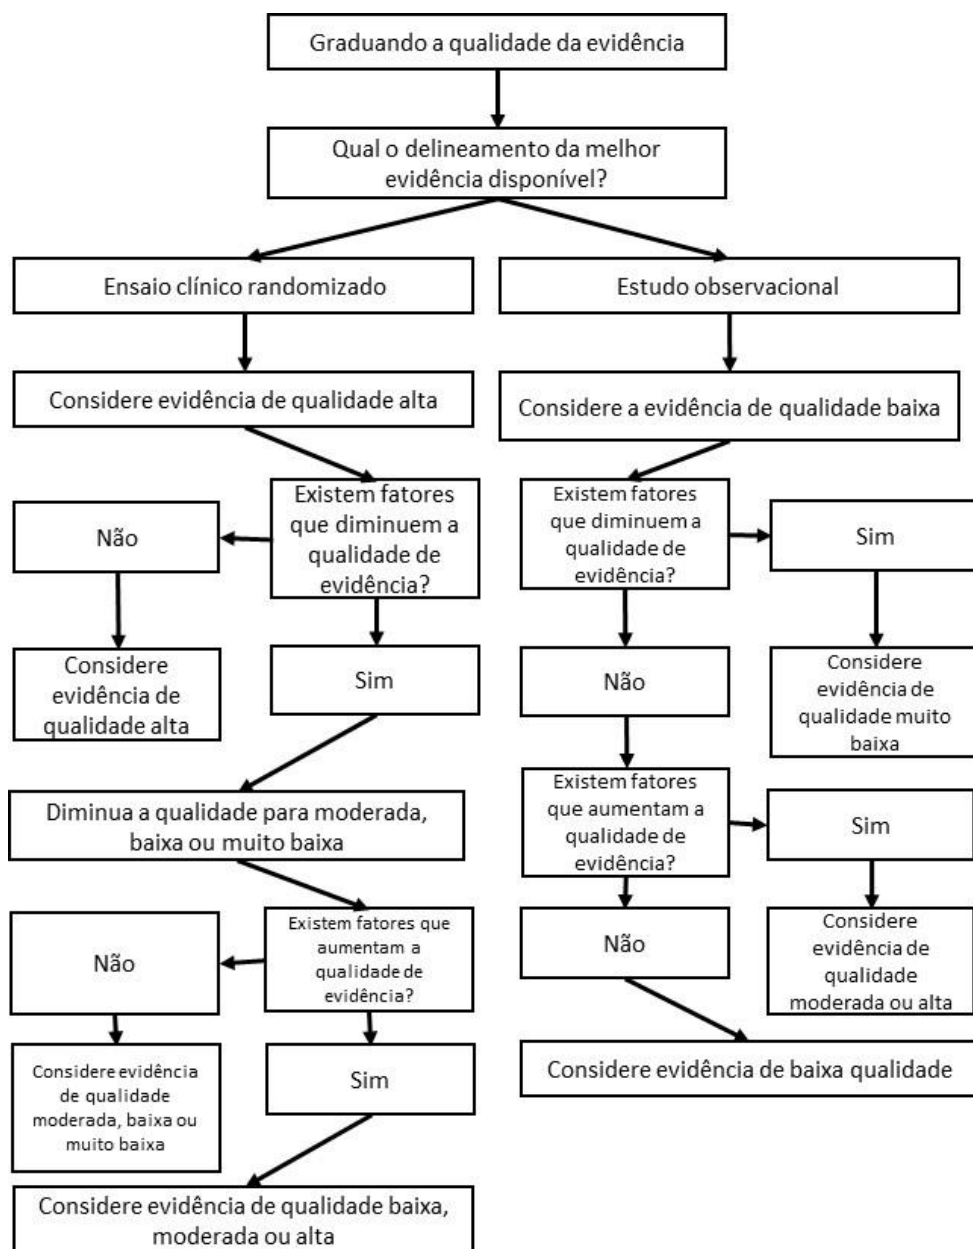 Graduando a qualidade da evidência
Qual o delineamento da melhor
evidência disponível?
Ensaio clínico randomizado
Estudo observacional
Considere evidência de qualidade alta
Considere a evidência de qualidade baixa
Existem fatores
que diminuem a
qualidade de
evidência?
Não
Existem fatores
que diminuem a
qualidade de
evidência?
Sim
Considere
evidência de
qualidade alta
Sim
Não
Considere
evidência de
qualidade muito
baixa
Diminua a qualidade para moderada,
baixa ou muito baixa
Existem fatores
que aumentam a
qualidade de
evidência?
Sim
Não
Existem fatores que
aumentam a
qualidade de
evidência?
Não
Considere
evidência de
qualidade
moderada ou alta
Considere evidência
de qualidade
moderada, baixa ou
muito baixa
Sim
Considere evidência de baixa qualidade
Considere evidência de qualidade baixa,
moderada ou alta